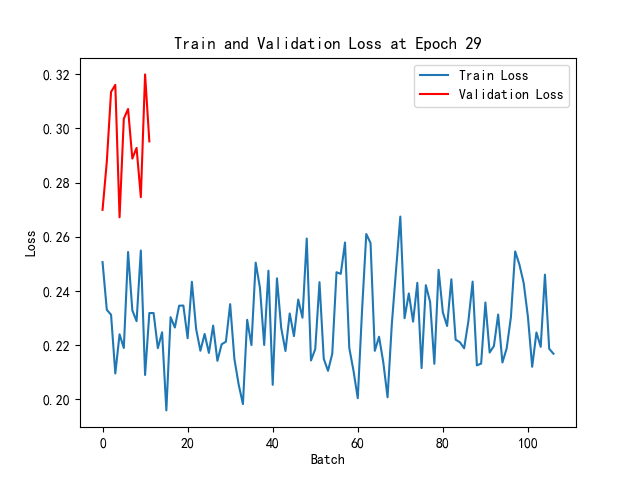 Train and Validation Loss at Epoch 29
Train Loss
Validation Loss
0.32
0.30
0.28
0.26
0.24
0.22
0.20
Loss
0 20 40 60 80 100
Batch